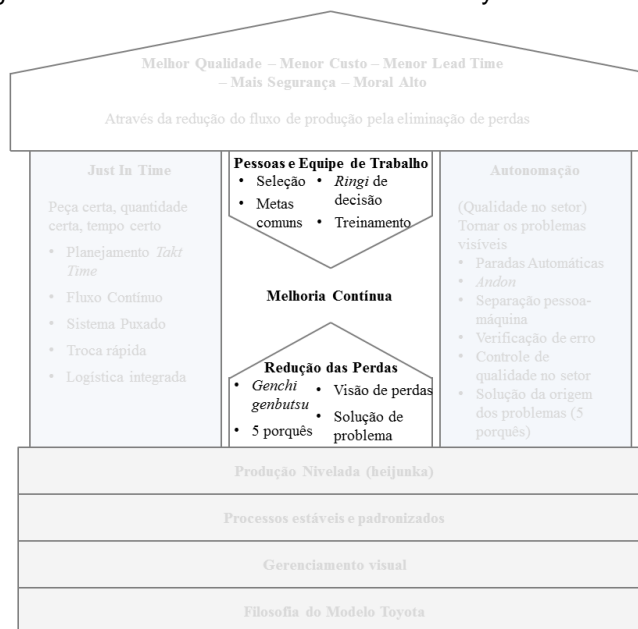 Melhor Qualidade – Menor Custo – Menor Lead Time
– Mais Segurança – Moral Alto
Através da redução do fluxo de produção pela eliminação de perdas
Just In Time
Peça certa, quantidade
certa, tempo certo
• Planejamento Takt
Time
• Fluxo Contínuo
• Sistema Puxado
• Troca rápida
• Logística integrada
Pessoas e Equipe de Trabalho
• Seleção
• Metas
comuns
• Ringi de
decisão
• Treinamento
Melhoria Contínua
Redução das Perdas
• Genchi
genbutsu
• 5 porquês
• Visão de perdas
• Solução de
problema
Autonomação
(Qualidade no setor)
Tornar os problemas
visíveis
• Paradas Automáticas
• Andon
• Separação pessoa-
máquina
• Verificação de erro
• Controle de
qualidade no setor
• Solução da origem
dos problemas (5
porquês)
Produção Nivelada (heijunka)
Processos estáveis e padronizados
Gerenciamento visual
Filosofia do Modelo Toyota